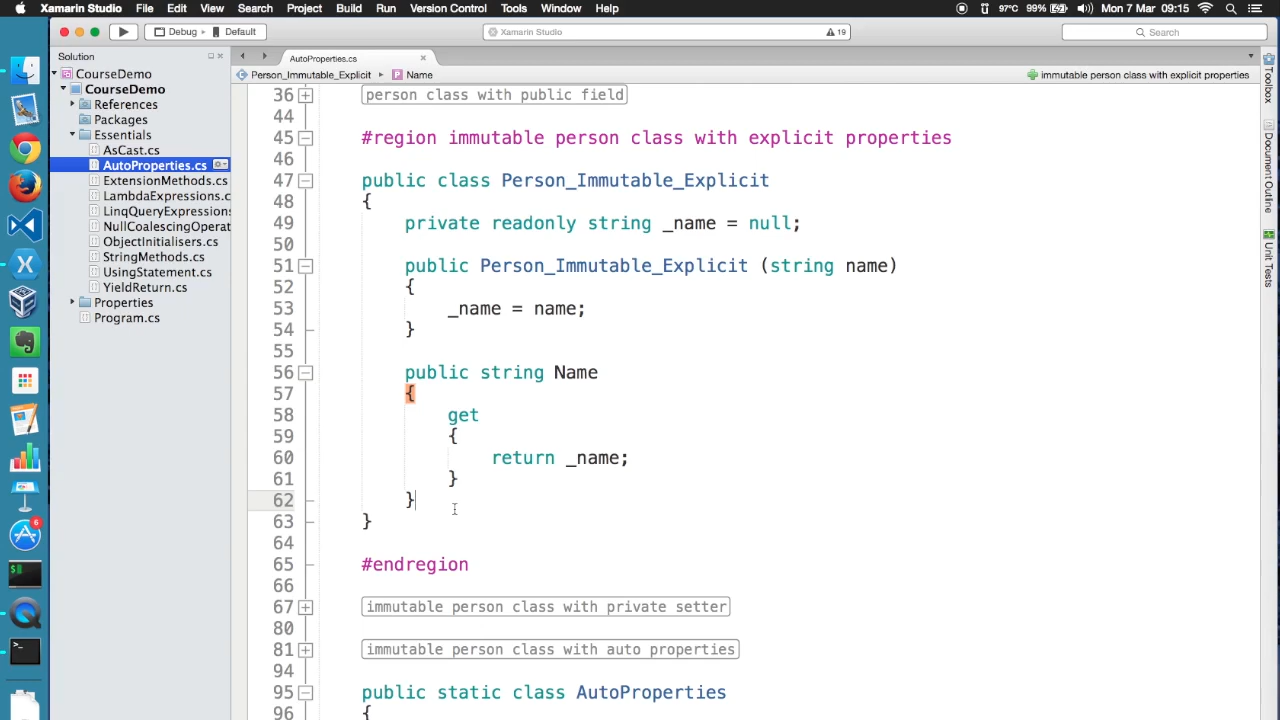 Xamarin Studio File Edit View Search Project Build Run Version Control Tools Window Help 97°C 99% Mon 7 Mar 09:15
Debug Default Xamarin Studio 19 Search
Solution
CourseDemo
CourseDemo
References
Packages
Essentials
AsCast.cs
AutoProperties.cs
ExtensionMethods.cs
LambdaExpressions.c
LinqQueryExpressions
NullCoalescingOperat
ObjectInitialisers.cs
StringMethods.cs
UsingStatement.cs
YieldReturn.cs
Properties
Program.cs
6
AutoProperties.cs
Person_Immutable_Explicit Name immutable person class with explicit properties
36 person class with public field
44
45 #region immutable person class with explicit properties
46
47 public class Person_Immutable_Explicit
48 {
49 private readonly string _name = null;
50
51 public Person_Immutable_Explicit (string name)
52 {
53 _name = name;
54 }
55
56 public string Name
57 {
58 get
59 {
60 return _name;
61 }
62 }
63 }
64
65 #endregion
66
67 immutable person class with private setter
80
81 immutable person class with auto properties
94
95 public static class AutoProperties
96 {
Toolbox
Document Outline
Unit Tests